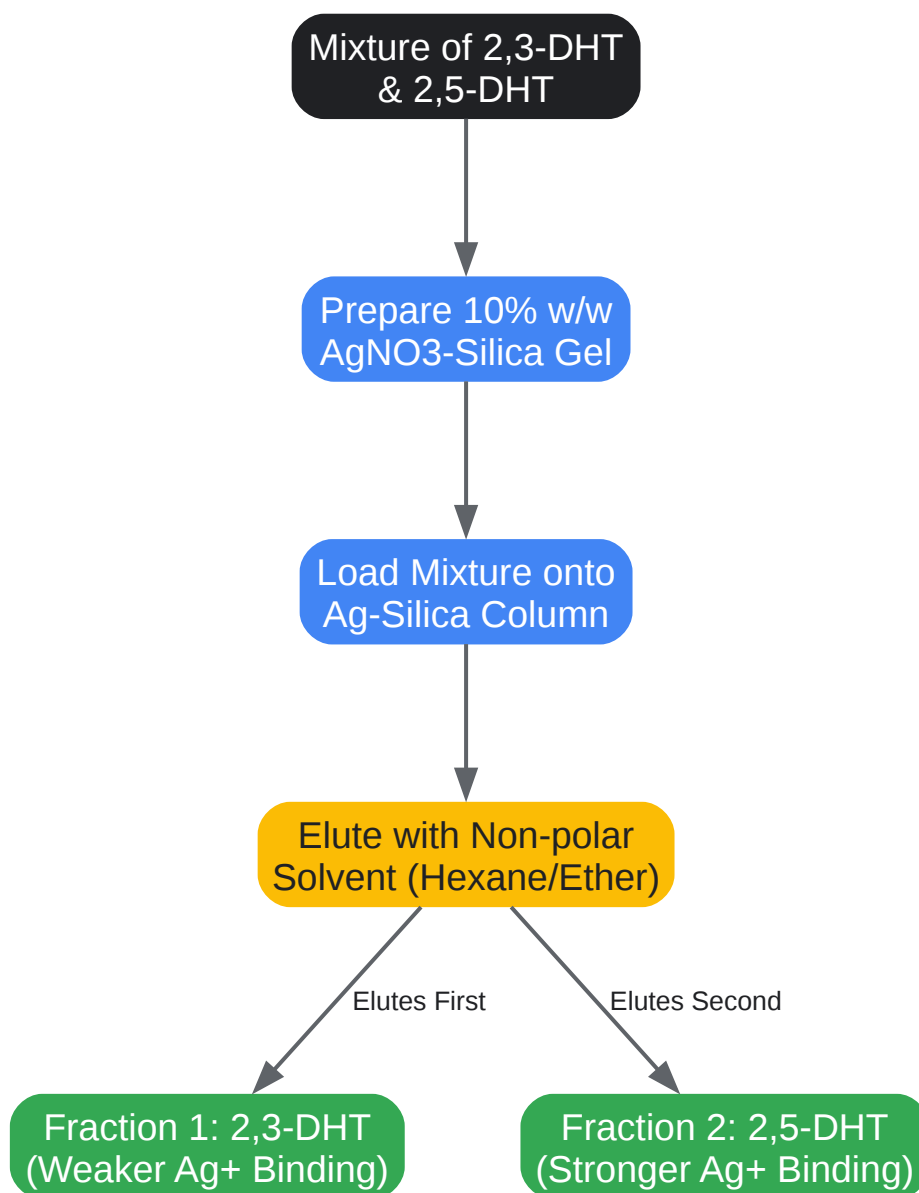 Mixture of 2,3-DHT
& 2,5-DHT
Prepare 10% w/w
AgNO3-Silica Gel
Load Mixture onto
Ag-Silica Column
Elute with Non-polar
Solvent (Hexane/Ether)
Elutes First
Elutes Second
Fraction 1: 2,3-DHT
(Weaker Ag+ Binding)
Fraction 2: 2,5-DHT
(Stronger Ag+ Binding)